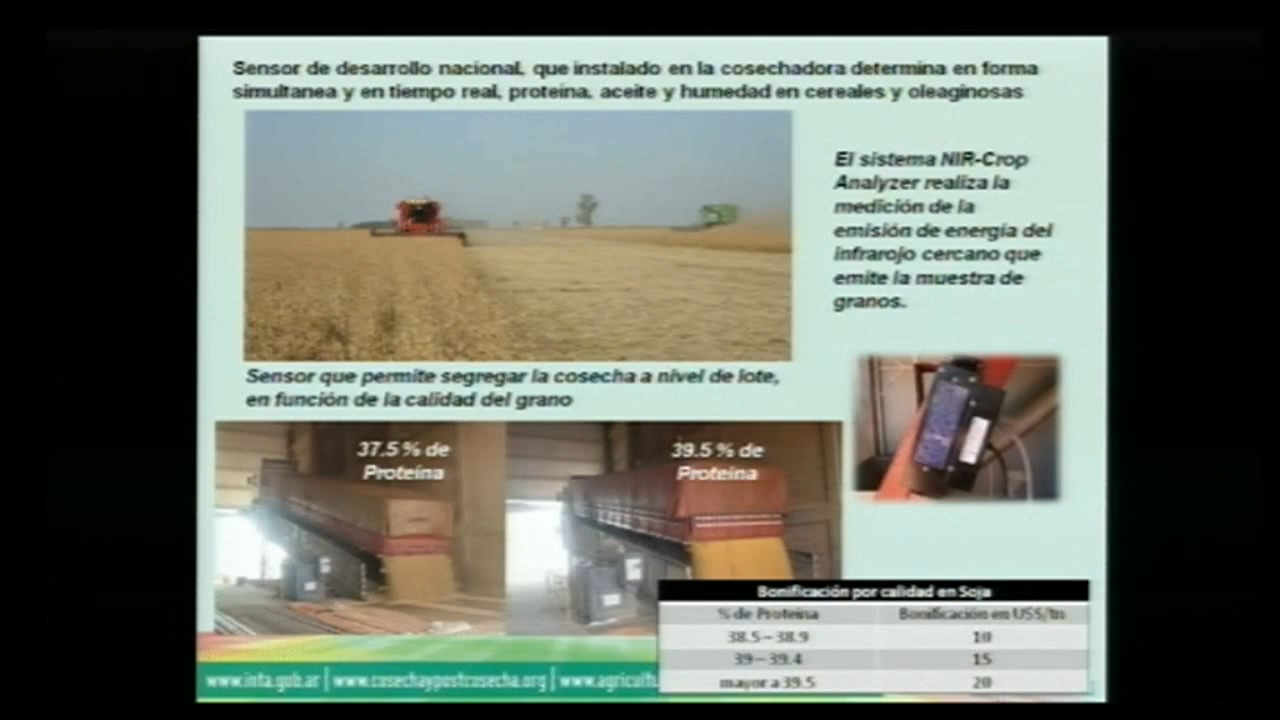 Sensor de desarrollo nacional, que instalado en la cosechadora determina en forma
simultanea y en tiempo real, proteína, aceite y humedad en cereales y oleaginosas
El sistema NIR-Crop
Analyzer realiza la
medición de la
emisión de energía del
infrarojo cercano que
emite la muestra de
granos.
Sensor que permite segregar la cosecha a nivel de lote,
en función de la calidad del grano
37.5 % de
Proteína
39.5 % de
Proteína
Bonificación por calidad en Soja
% de Proteina Bonificación en US$/tn
38.5 – 38.9 10
39 – 39.4 15
mayor a 39.5 20
www.inta.gob.ar | www.cosechaypostcosecha.org | www.agricult